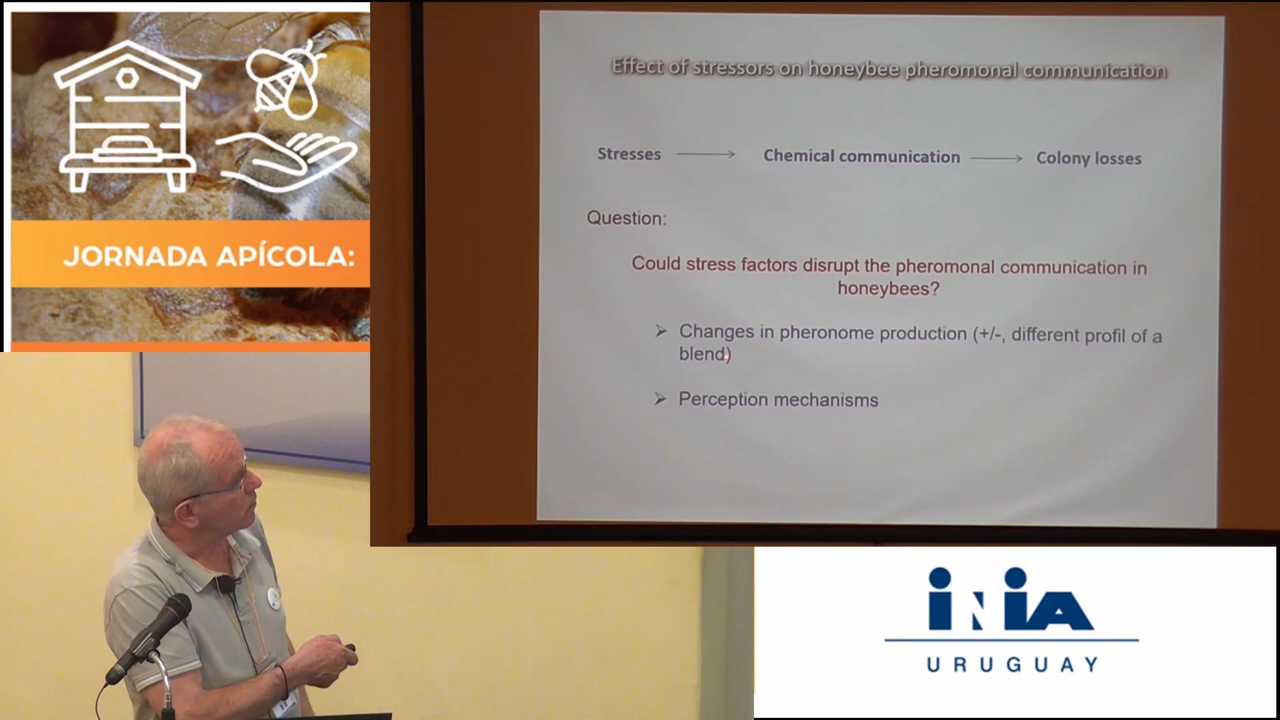 JORNADA APÍCOLA:
Effect of stressors on honeybee pheromonal communication
Stresses → Chemical communication → Colony losses
Question:
Could stress factors disrupt the pheromonal communication in
honeybees?
➢ Changes in pheronome production (+/-, different profil of a
blend)
➢ Perception mechanisms
INIA
URUGUAY